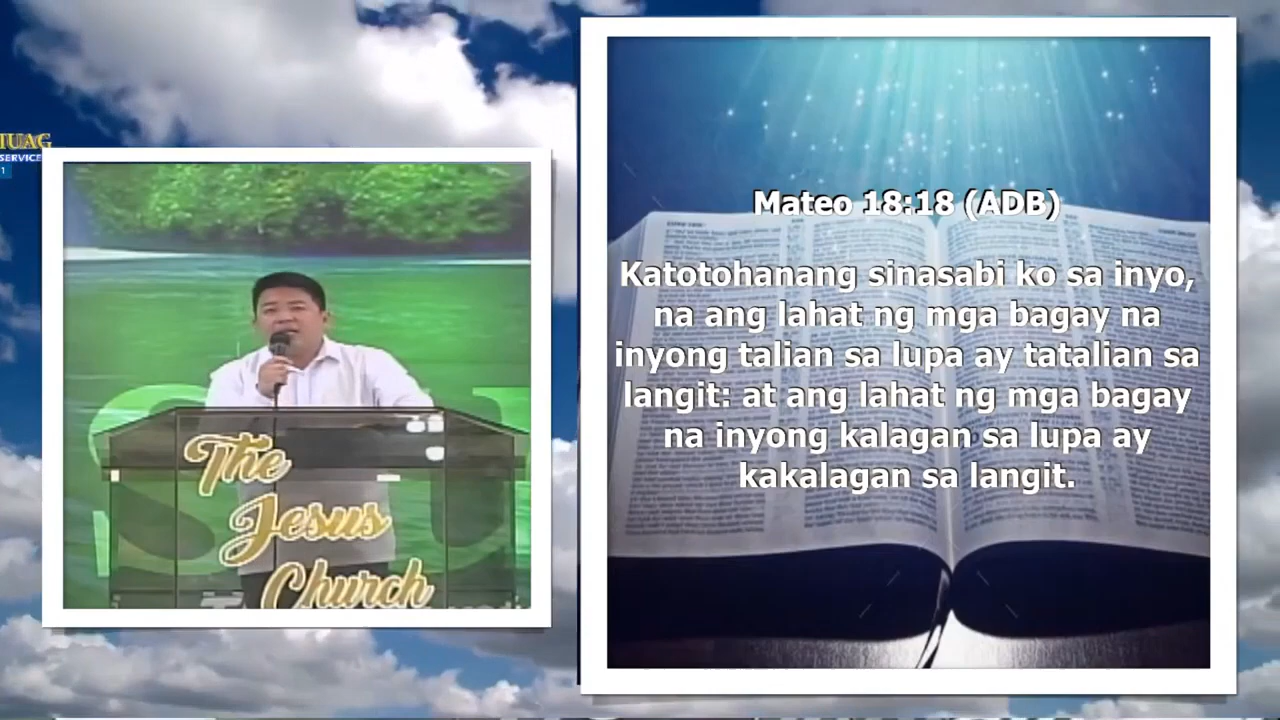 SERVICE
1
The
Jesus
Church
Mateo 18:18 (ADB)
Katotohanang sinasabi ko sa inyo,
na ang lahat ng mga bagay na
inyong talian sa lupa ay tatalian sa
langit: at ang lahat ng mga bagay
na inyong kalagan sa lupa ay
kakalagan sa langit.